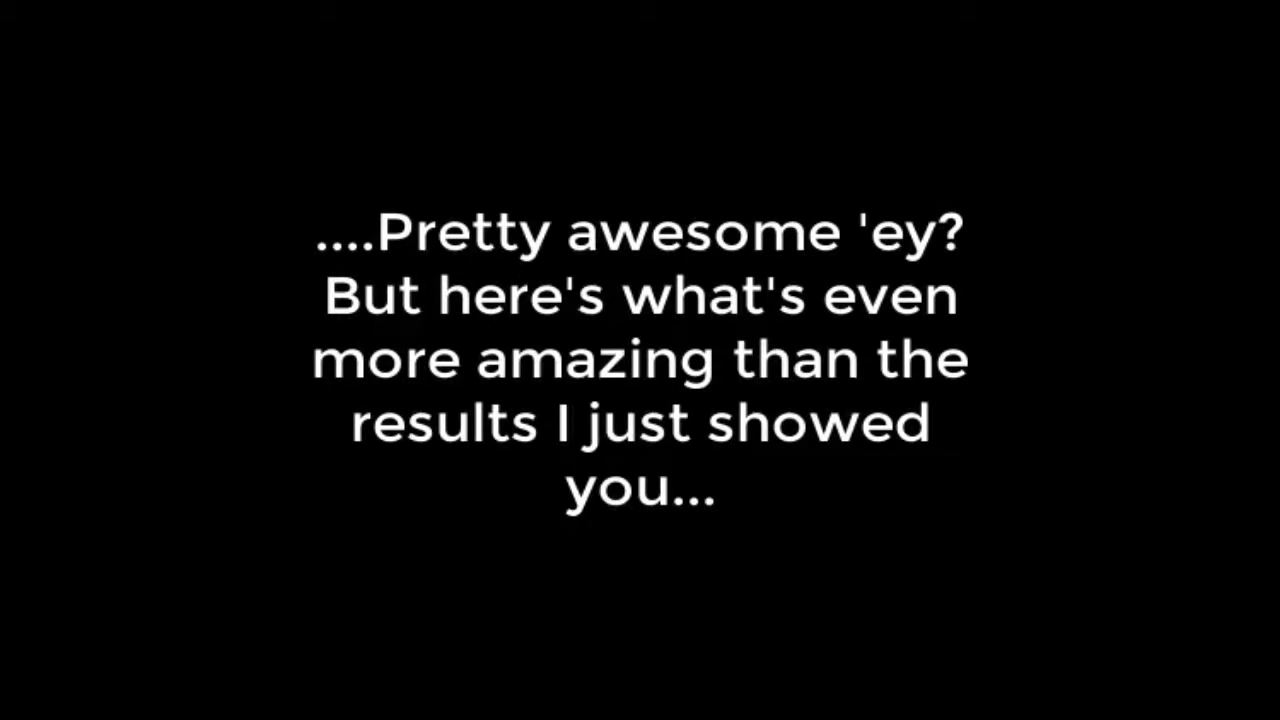 ....Pretty awesome 'ey?
But here's what's even
more amazing than the
results I just showed
you...